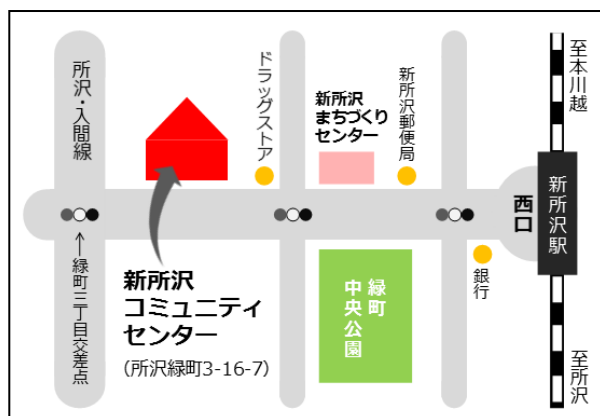 所沢・入間線
ドラッグストア
新所沢
まちづくり
センター
新所沢郵便局
至本川越
新所沢駅
西口
銀行
至所沢
緑町
中央公園
←緑町三丁目交差点
新所沢
コミュニティ
センター
（所沢緑町3-16-7）